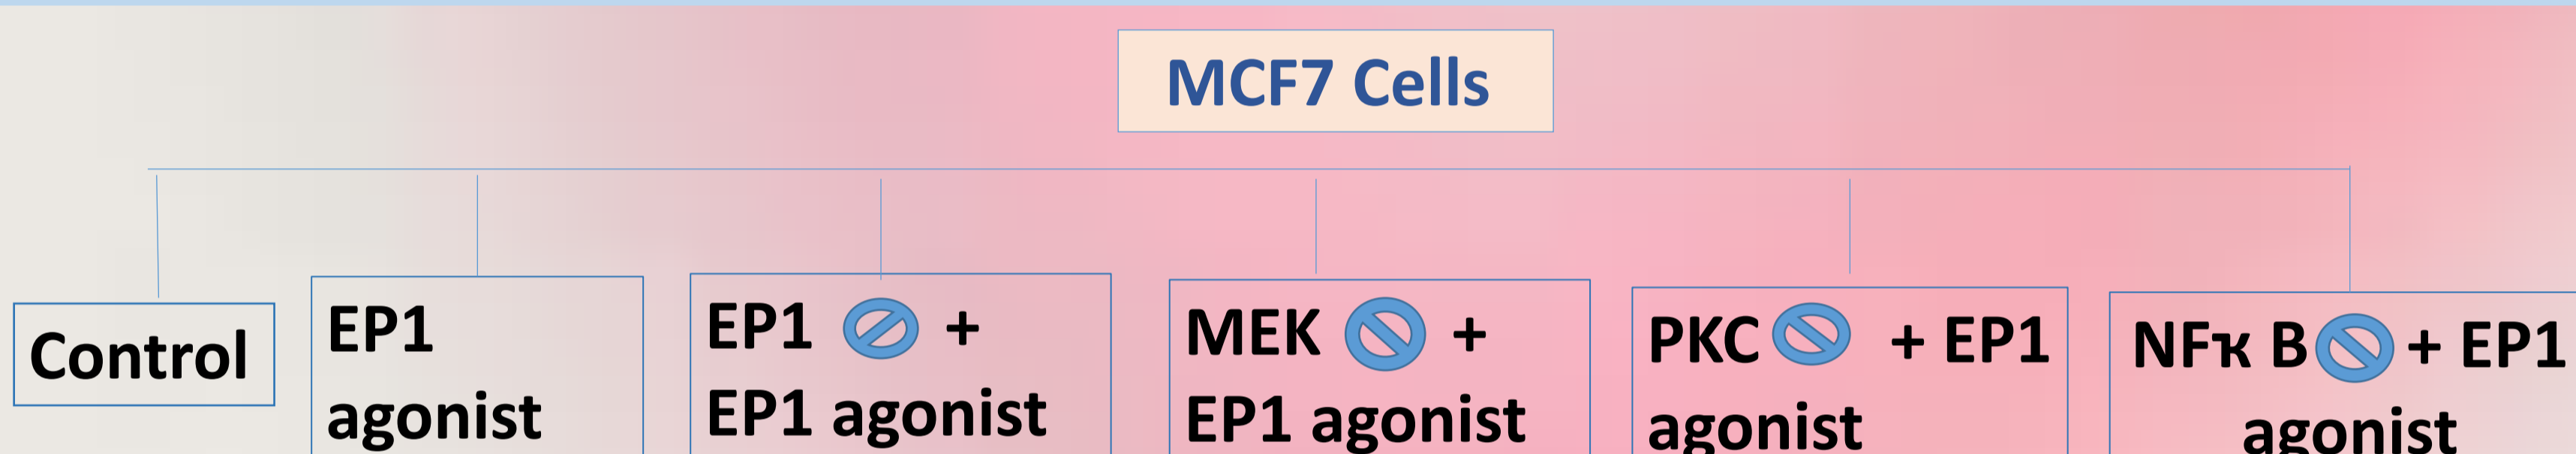 MCF7 Cells
Control
EP1
agonist
EP1 +
EP1 agonist
MEK +
EP1 agonist
PKC + EP1
agonist
NFκ B + EP1
agonist